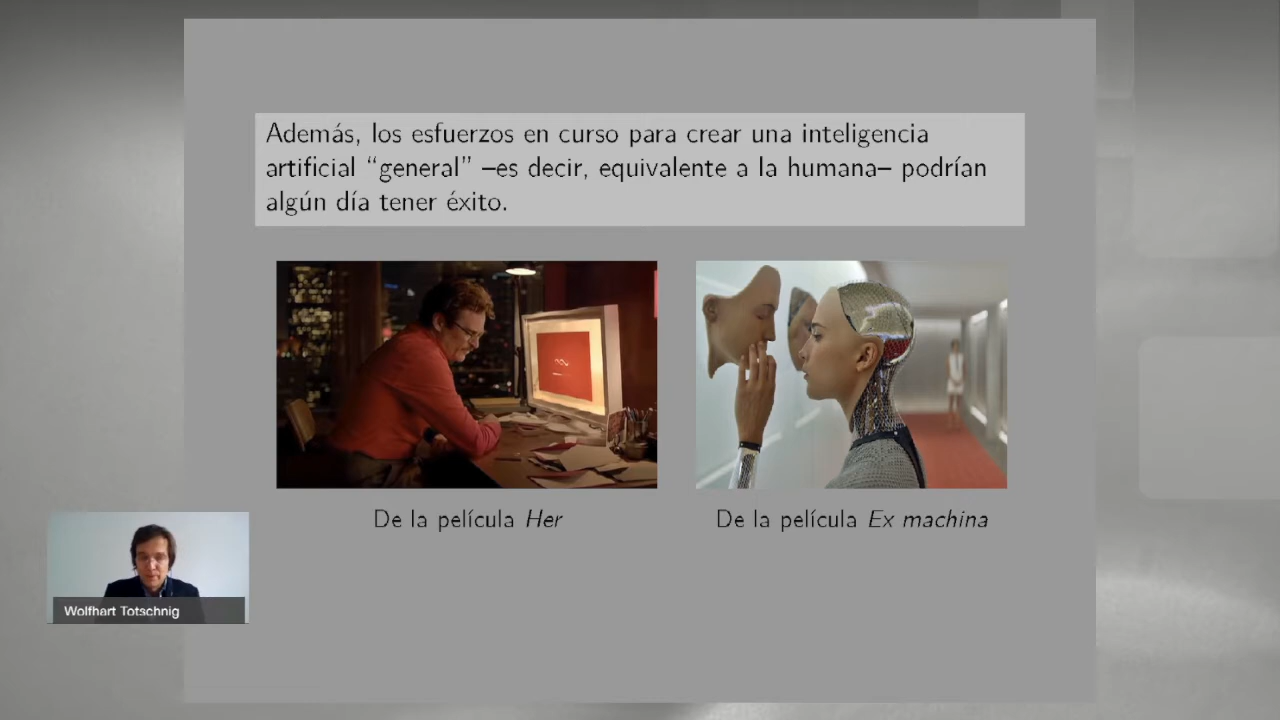 Además, los esfuerzos en curso para crear una inteligencia
artificial “general” –es decir, equivalente a la humana– podrían
algún día tener éxito.
De la película Her
De la película Ex machina
Wolfhart Totschnig